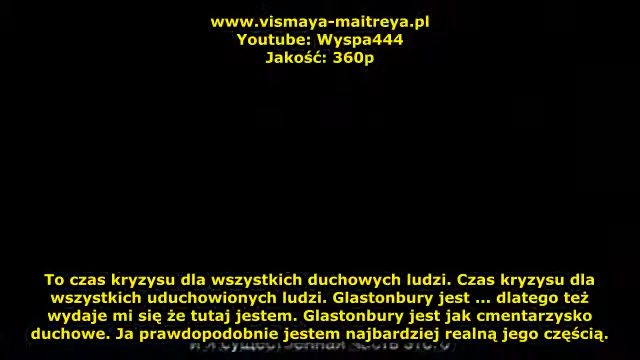 www.vismaya-maitreya.pl
Youtube: Wyspa444
Jakość: 360p
To czas kryzysu dla wszystkich duchowych ludzi. Czas kryzysu dla
wszystkich uduchowionych ludzi. Glastonbury jest ... dlatego też
wydaje mi się że tutaj jestem. Glastonbury jest jak cmentarzysko
duchowe. Ja prawdopodobnie jestem najbardziej realną jego częścią.